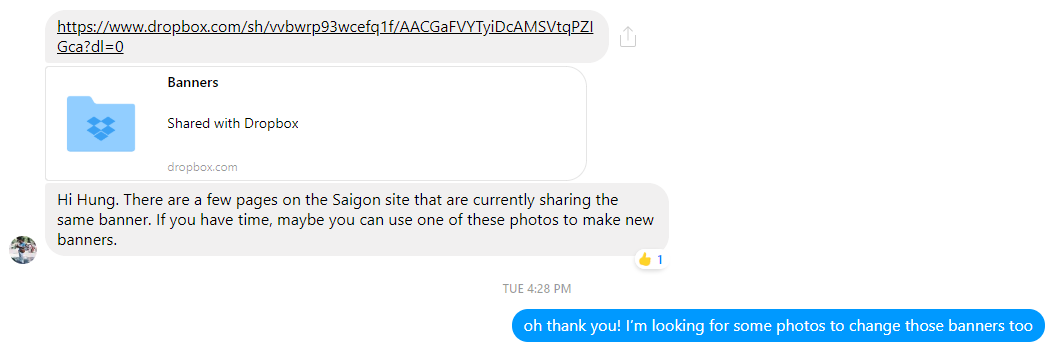 https://www.dropbox.com/sh/vvbwrp93wcefq1f/AACGaFVYTyiDcAMSVtqPZI
Gca?dl=0
Banners
Shared with Dropbox
dropbox.com
Hi Hung. There are a few pages on the Saigon site that are currently sharing the
same banner. If you have time, maybe you can use one of these photos to make new
banners.
1
TUE 4:28 PM
oh thank you! I'm looking for some photos to change those banners too